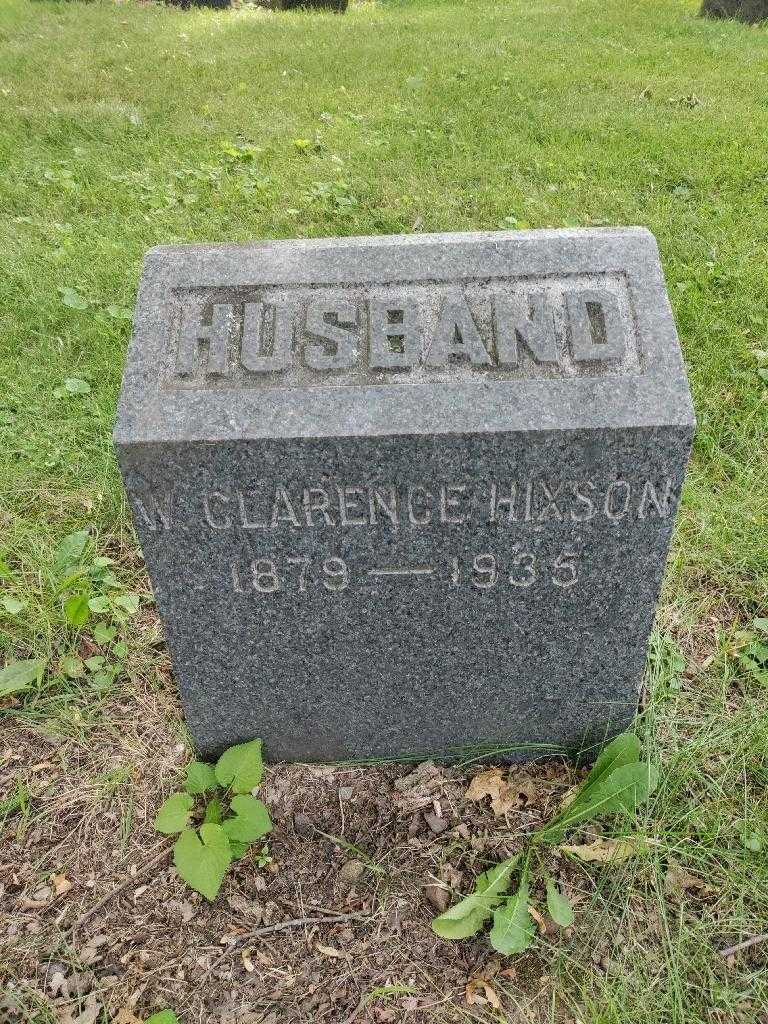 HUSBAND
W. CLARENCE HIXSON
1879 — 1935